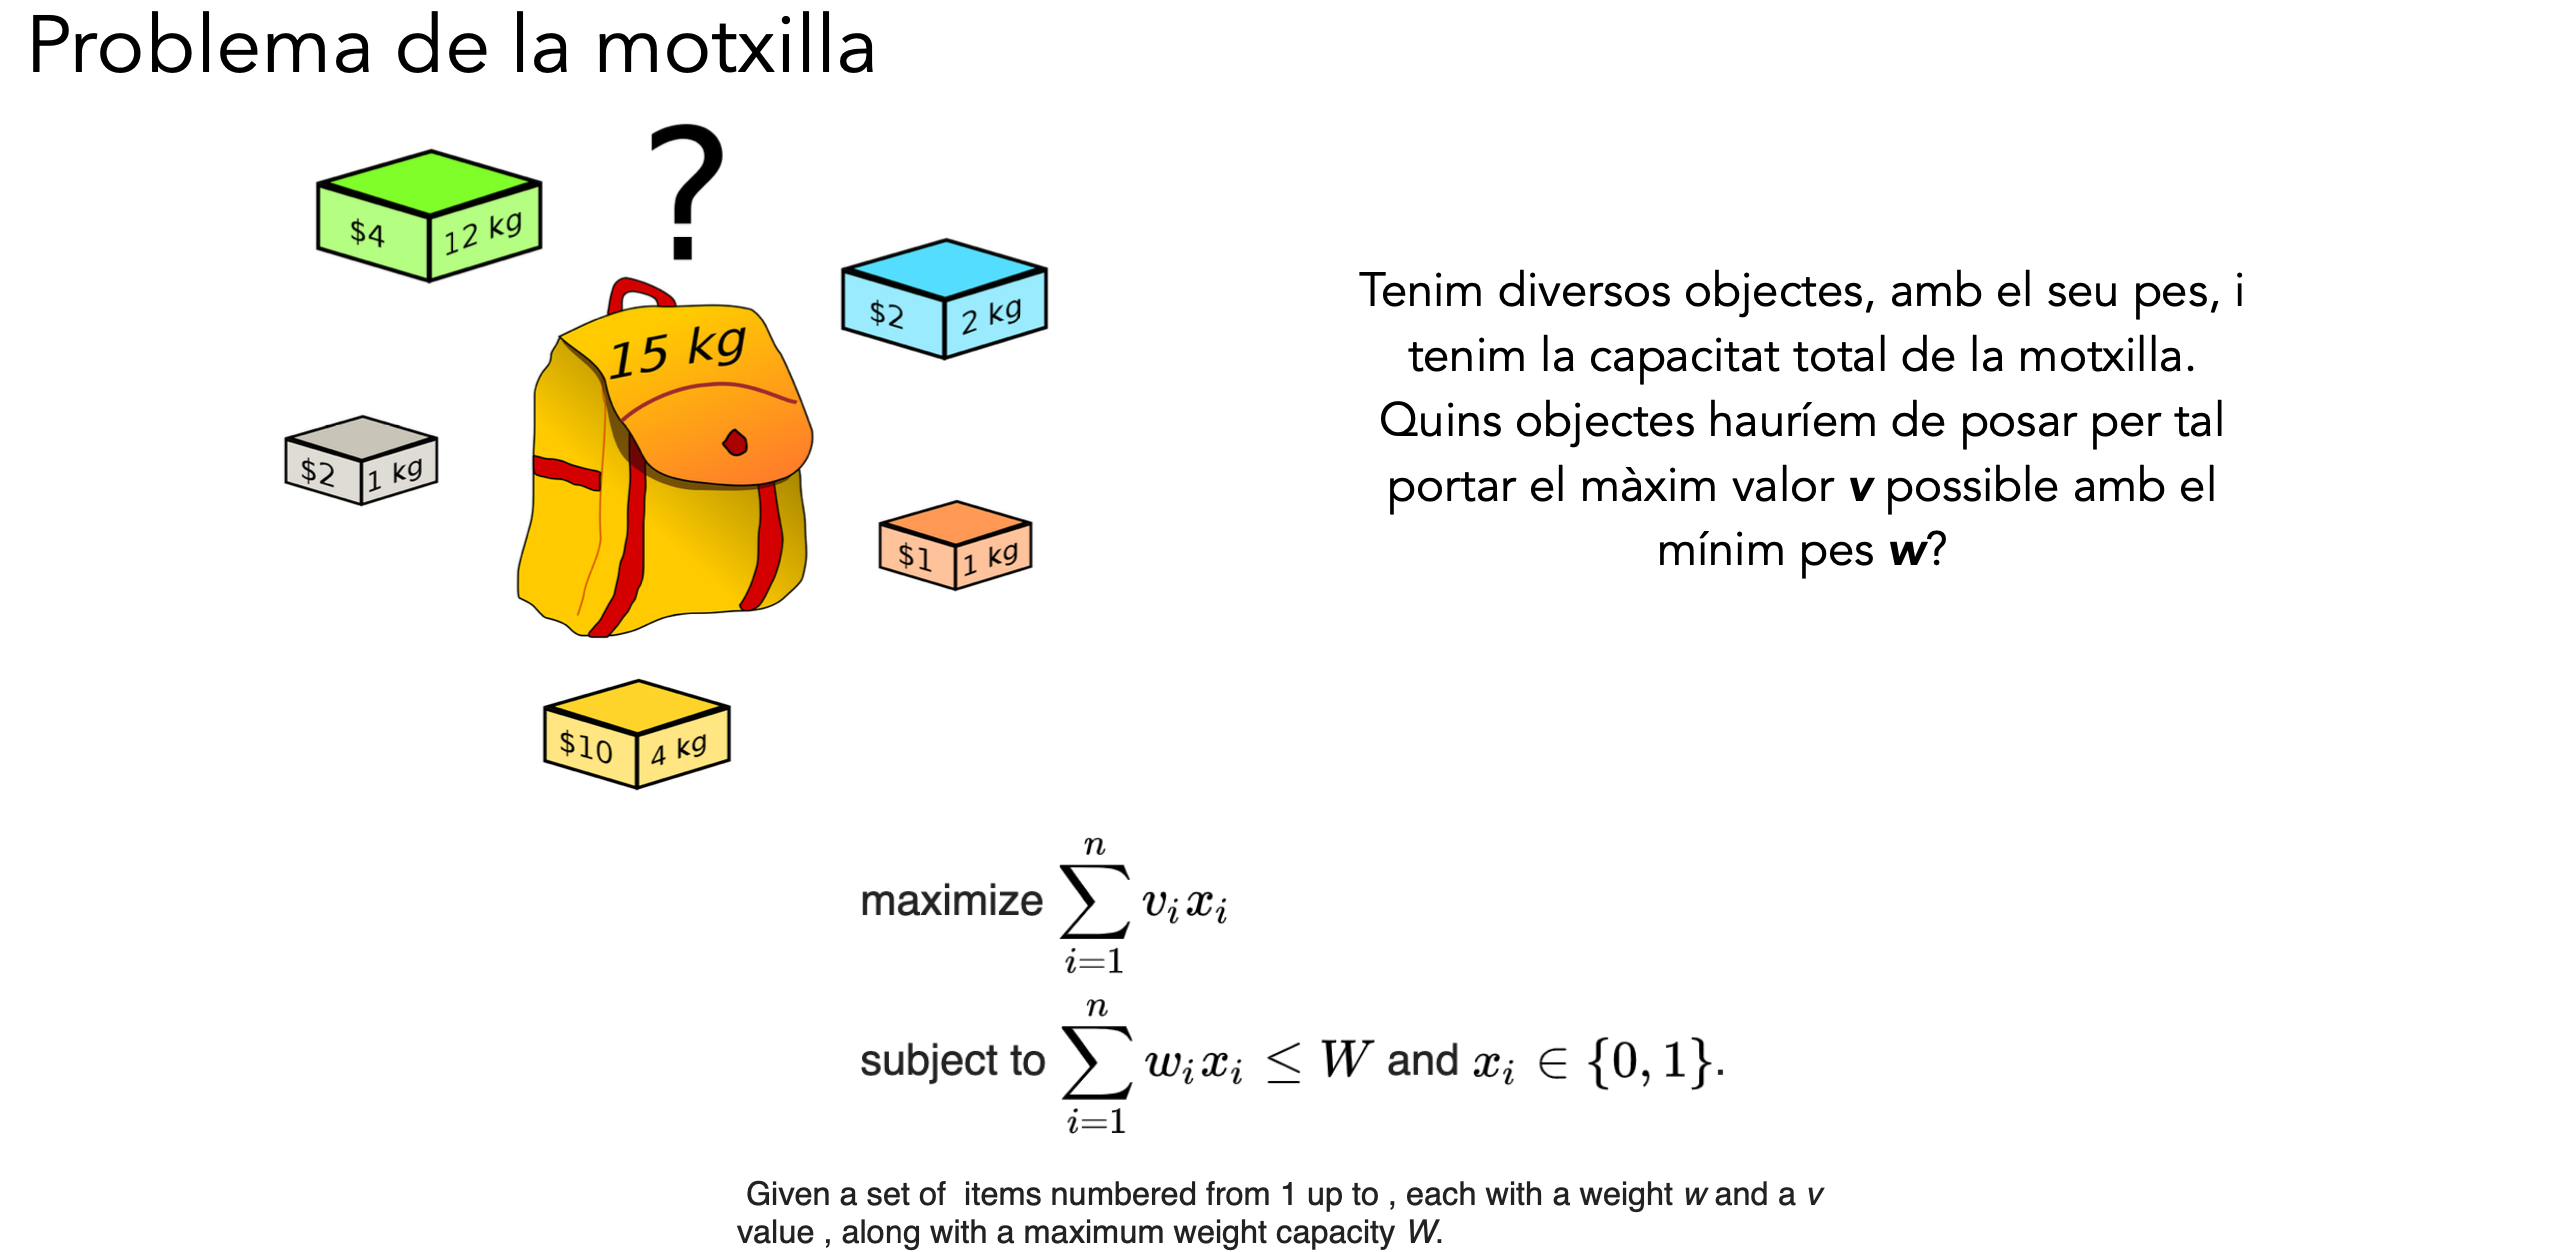 Problema de la motxilla
?
$4 12 kg
$2 2 kg
15 kg
$2 1 kg
$1 1 kg
$10 4 kg
Tenim diversos objectes, amb el seu pes, i
tenim la capacitat total de la motxilla.
Quins objectes hauríem de posar per tal
portar el màxim valor v possible amb el
mínim pes w?
maximize \sum_{i=1}^{n} v_i x_i
subject to \sum_{i=1}^{n} w_i x_i ≤ W and x_i ∈ {0, 1}.
Given a set of items numbered from 1 up to , each with a weight w and a v
value , along with a maximum weight capacity W.